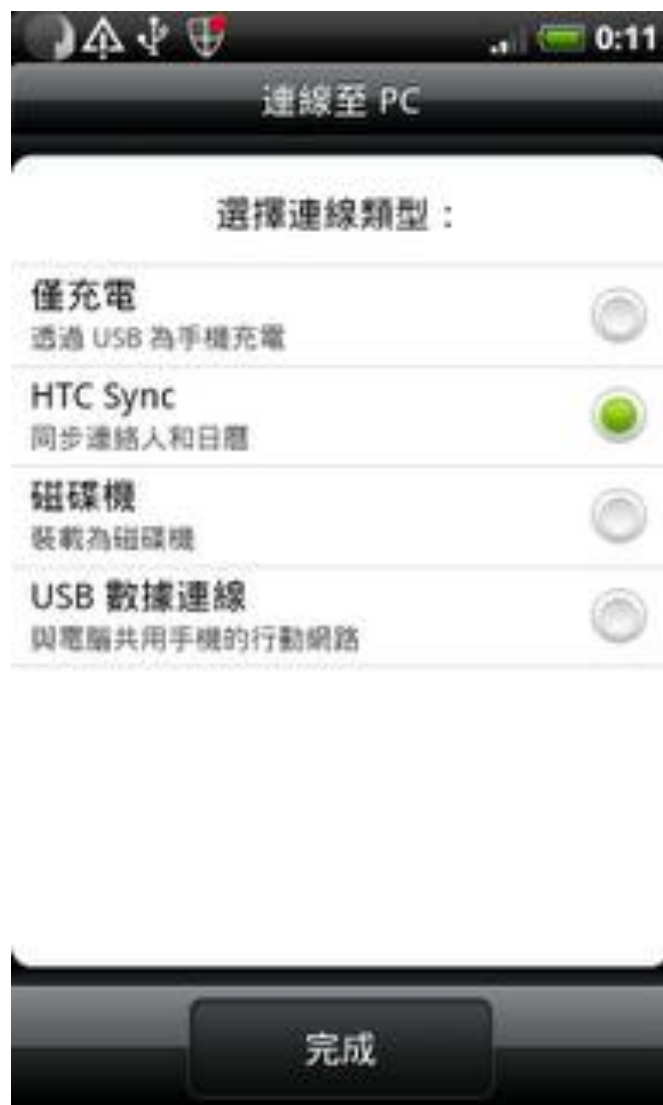 0:11
連線至 PC
選擇連線類型：
僅充電
透過 USB 為手機充電
HTC Sync
同步連絡人和日曆
磁碟機
裝載為磁碟機
USB 數據連線
與電腦共用手機的行動網路
完成